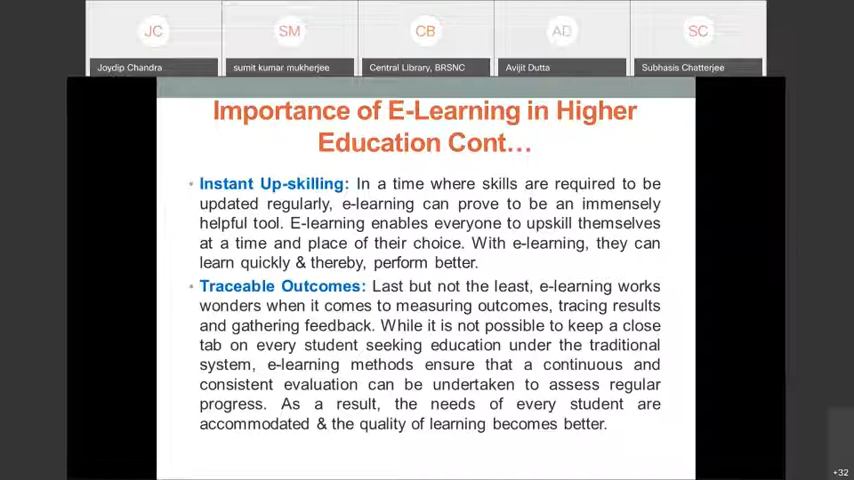 JC
SM
CB
AD
SC
Joydip Chandra
sumit kumar mukherjee
Central Library, BRSNC
Avijit Dutta
Subhasis Chatterjee
Importance of E-Learning in Higher
Education Cont…
• Instant Up-skilling: In a time where skills are required to be
updated regularly, e-learning can prove to be an immensely
helpful tool. E-learning enables everyone to upskill themselves
at a time and place of their choice. With e-learning, they can
learn quickly & thereby, perform better.
• Traceable Outcomes: Last but not the least, e-learning works
wonders when it comes to measuring outcomes, tracing results
and gathering feedback. While it is not possible to keep a close
tab on every student seeking education under the traditional
system, e-learning methods ensure that a continuous and
consistent evaluation can be undertaken to assess regular
progress. As a result, the needs of every student are
accommodated & the quality of learning becomes better.
+32